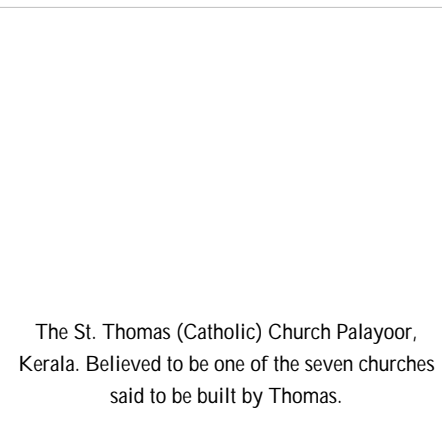 The St. Thomas (Catholic) Church Palayoor,
Kerala. Believed to be one of the seven churches
said to be built by Thomas.